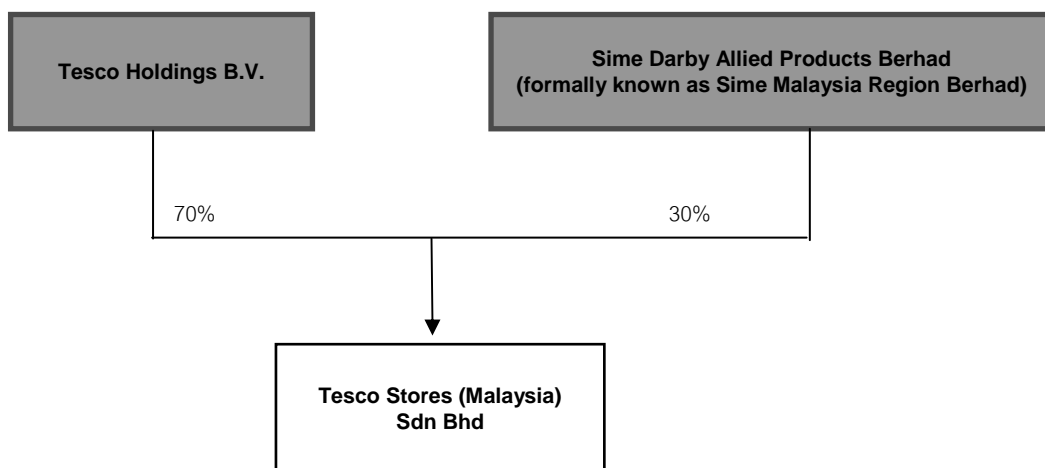 Tesco Holdings B.V.
Sime Darby Allied Products Berhad
(formally known as Sime Malaysia Region Berhad)
70%
30%
Tesco Stores (Malaysia)
Sdn Bhd